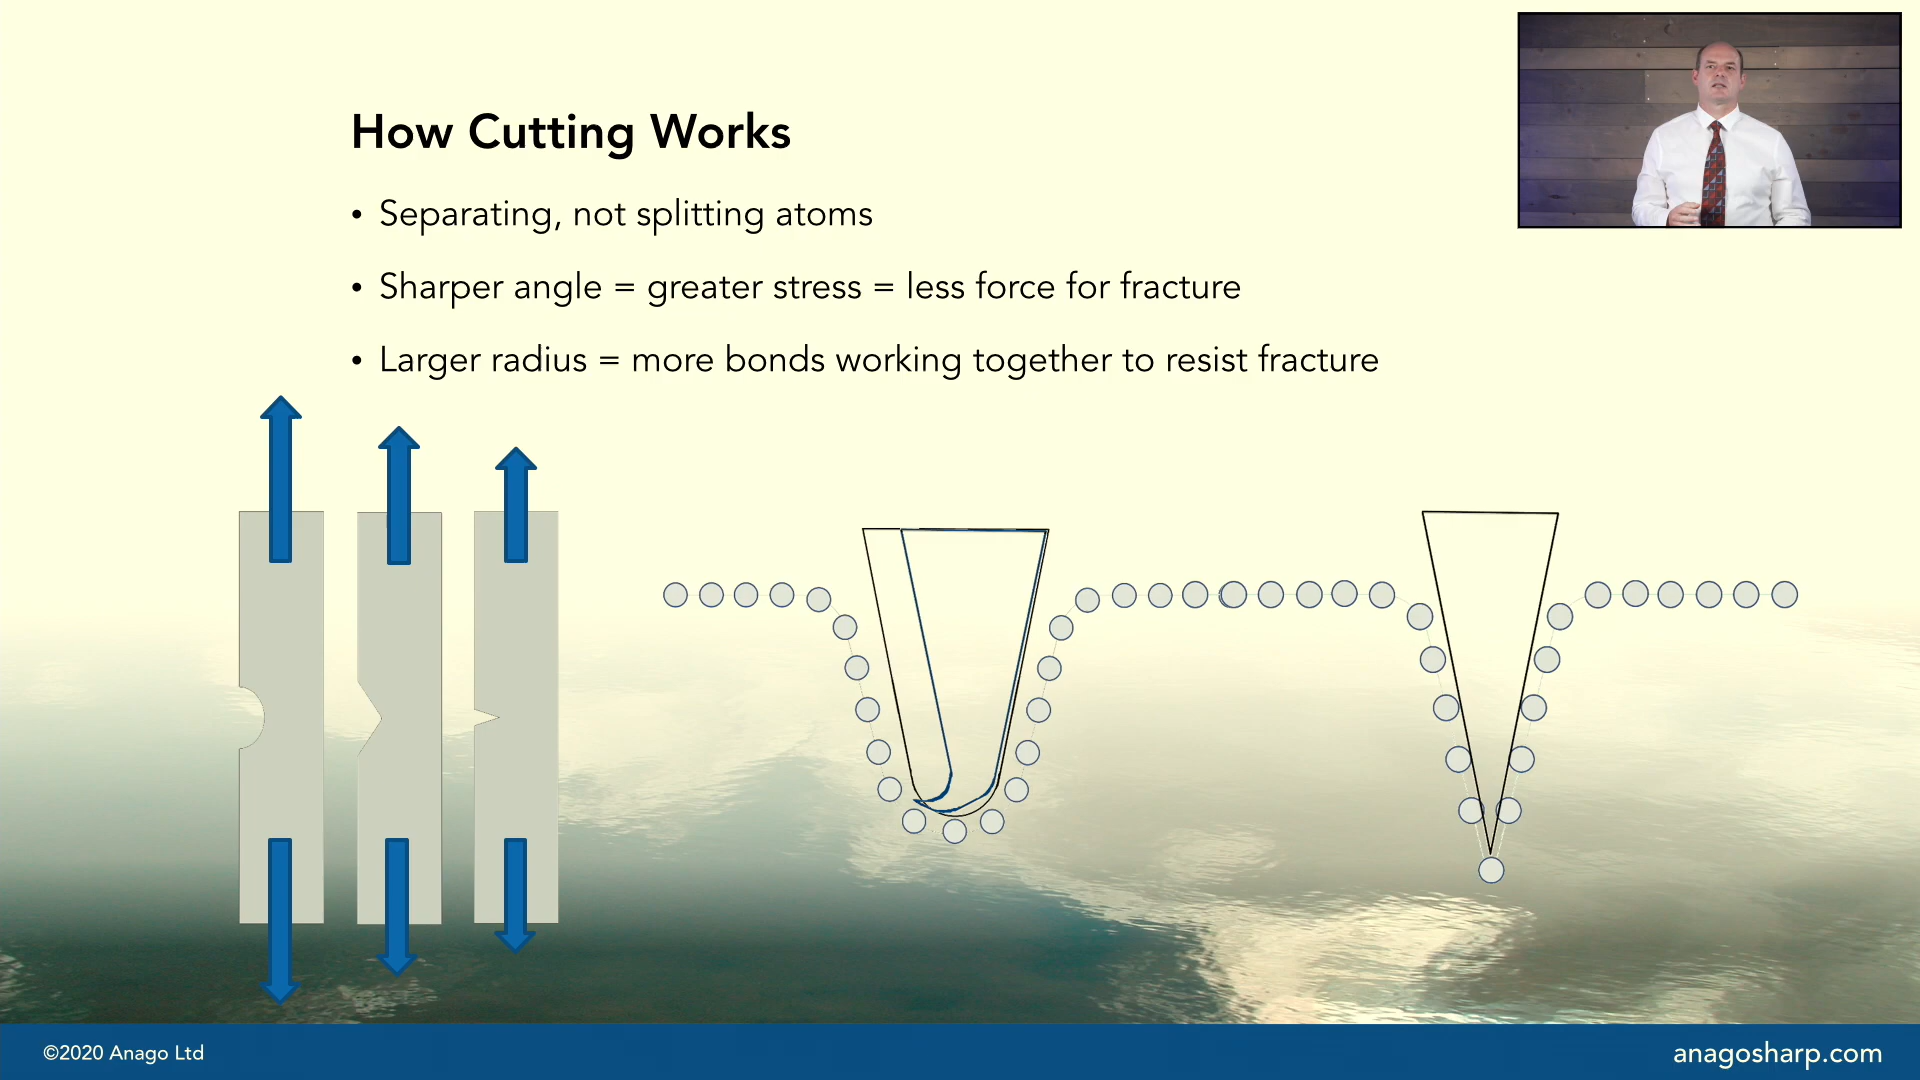 How Cutting Works
• Separating, not splitting atoms
• Sharper angle = greater stress = less force for fracture
• Larger radius = more bonds working together to resist fracture
©2020 Anago Ltd
anagosharp.com